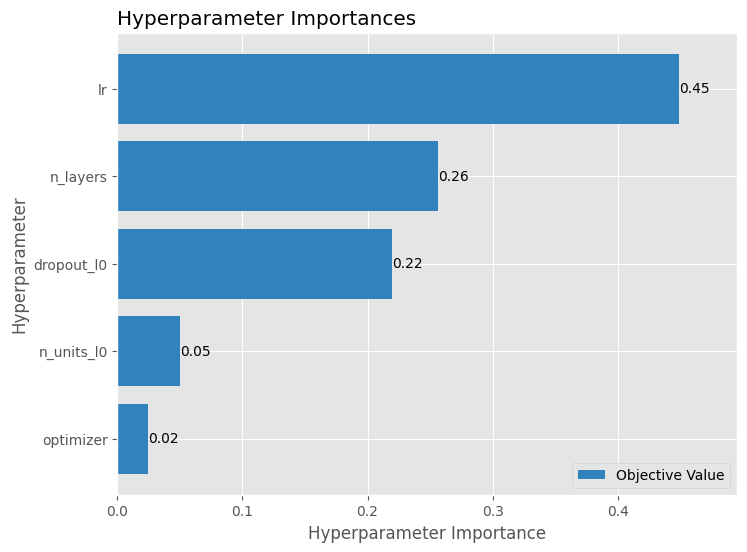 Hyperparameter Importances
Hyperparameter
lr
0.45
n_layers
0.26
dropout_l0
0.22
n_units_l0
0.05
optimizer
0.02
Objective Value
0.0 0.1 0.2 0.3 0.4
Hyperparameter Importance